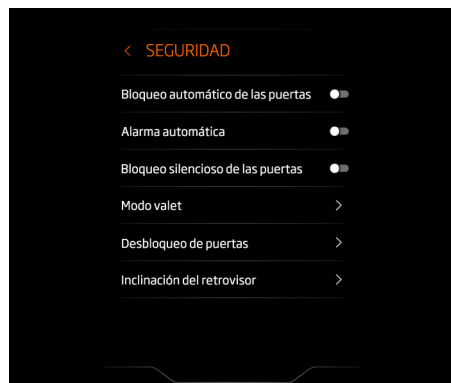 SEGURIDAD
Bloqueo automático de las puertas
Alarma automática
Bloqueo silencioso de las puertas
Modo valet
Desbloqueo de puertas
Inclinación del retrovisor